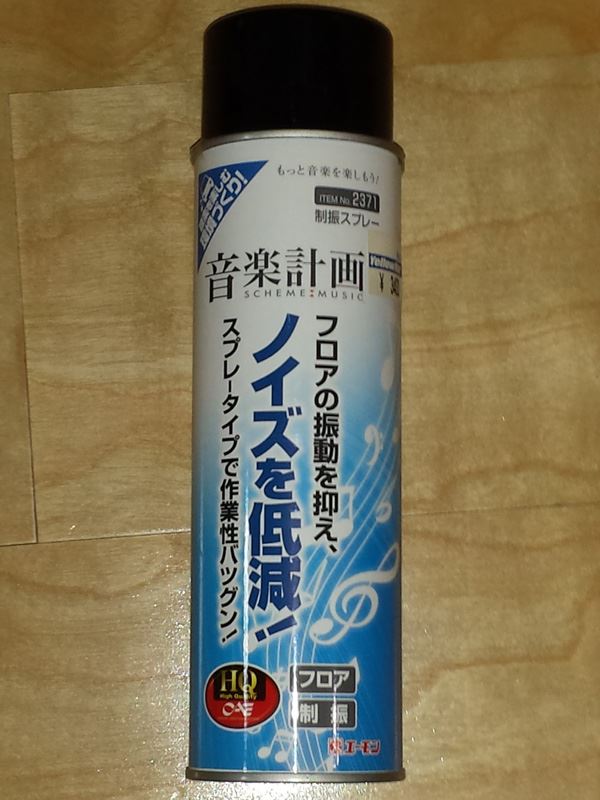 もっと音楽を楽しもう!
ITEM No. 2371
制振スプレー
音楽計画
SCHEME:MUSIC
フロアの振動を抑え、
ノイズを低減!
スプレータイプで作業性バツグン!
HQ
High Quality
フロア
制振
エーモン